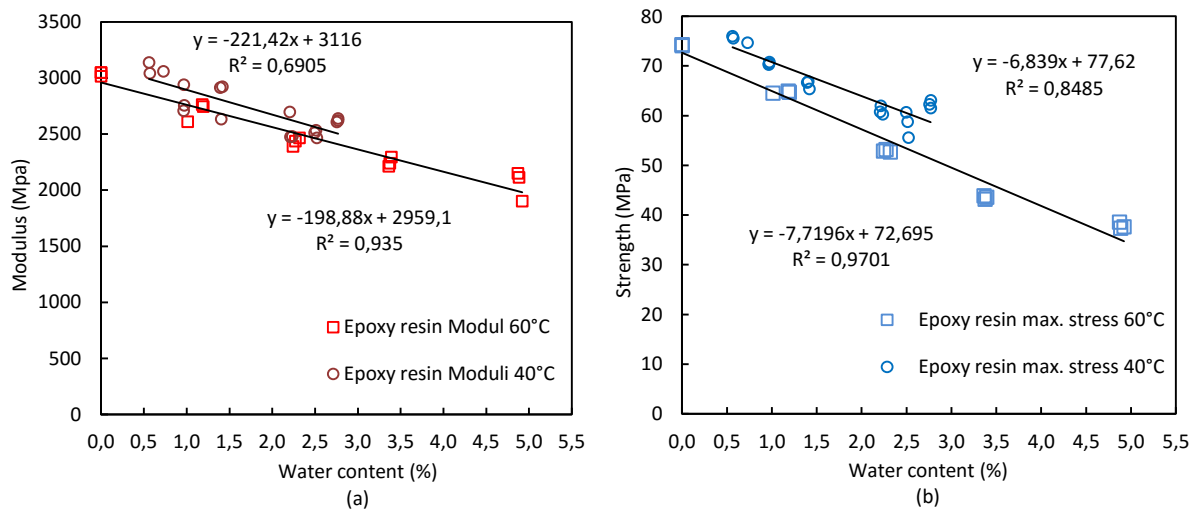 3500
3000
2500
2000
1500
1000
500
0
Modulus (Mpa)
y = -221,42x + 3116
R² = 0,6905
y = -198,88x + 2959,1
R² = 0,935
Epoxy resin Modul 60°C
Epoxy resin Moduli 40°C
0,0 0,5 1,0 1,5 2,0 2,5 3,0 3,5 4,0 4,5 5,0 5,5
Water content (%)
(a)
80
70
60
50
40
30
20
10
0
Strength (MPa)
y = -6,839x + 77,62
R² = 0,8485
y = -7,7196x + 72,695
R² = 0,9701
Epoxy resin max. stress 60°C
Epoxy resin max. stress 40°C
0,0 0,5 1,0 1,5 2,0 2,5 3,0 3,5 4,0 4,5 5,0 5,5
Water content (%)
(b)